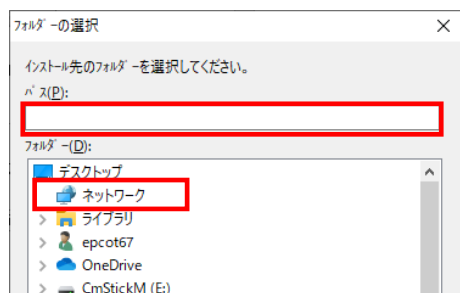 フォルダーの選択
インストール先のフォルダーを選択してください。
パス(P):
フォルダー(D):
デスクトップ
ネットワーク
ライブラリ
epcot67
OneDrive
CmStickM (E:)